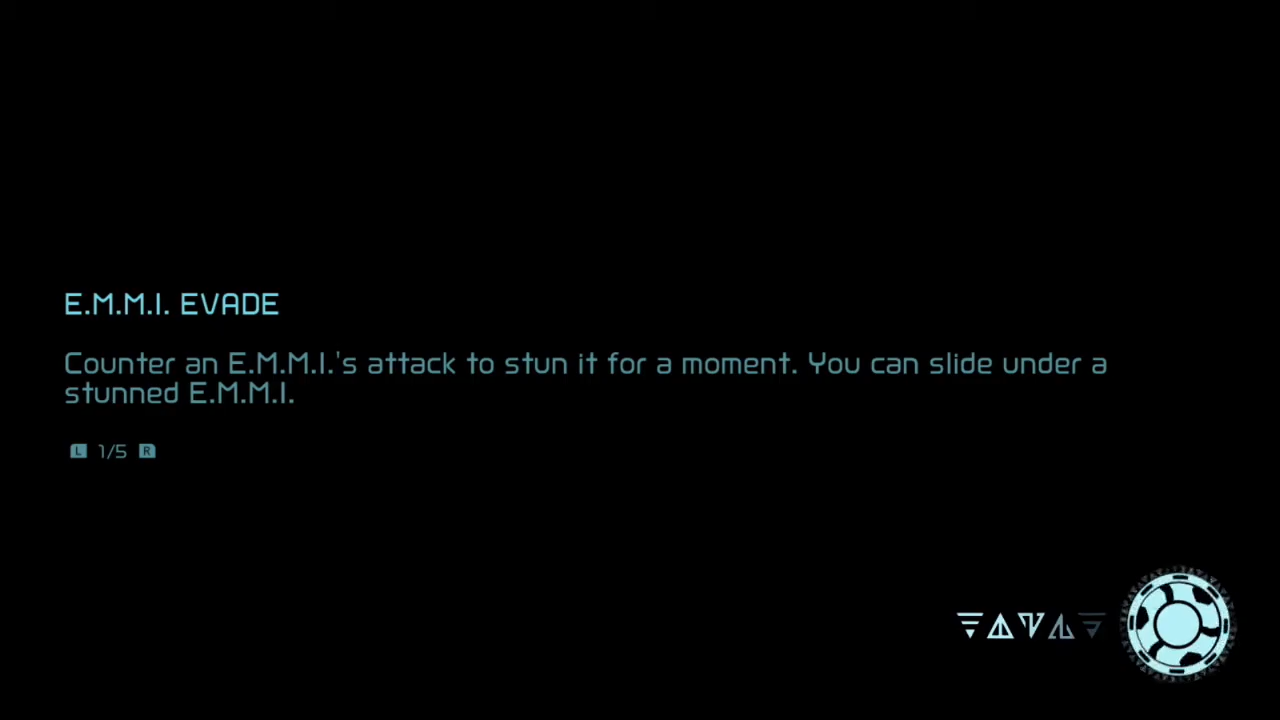 E.M.M.I. EVADE
Counter an E.M.M.I.'s attack to stun it for a moment. You can slide under a
stunned E.M.M.I.
L 1/5 R